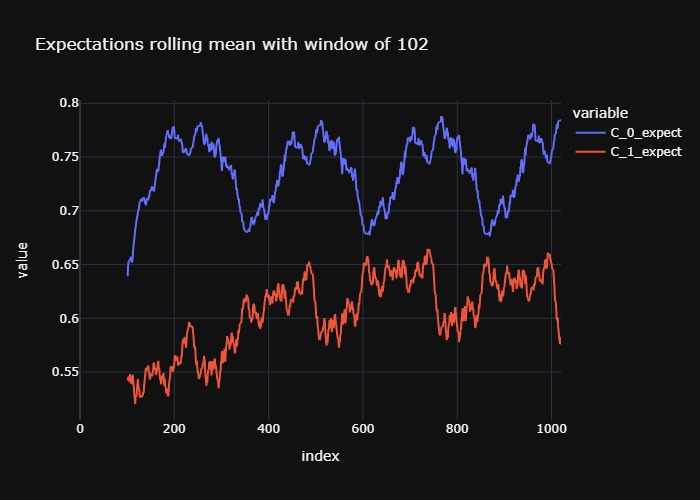 Expectations rolling mean with window of 102
variable
C_0_expect
C_1_expect
value
0.8
0.75
0.7
0.65
0.6
0.55
0 200 400 600 800 1000
index